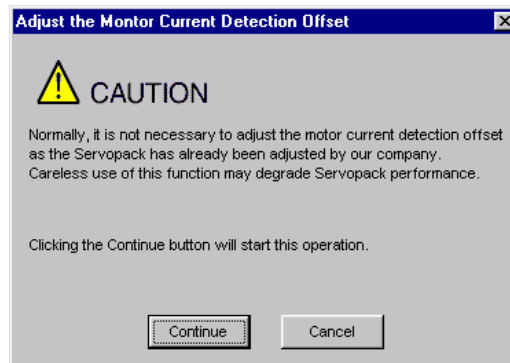 Adjust the Montor Current Detection Offset
CAUTION
Normally, it is not necessary to adjust the motor current detection offset
as the Servopack has already been adjusted by our company.
Careless use of this function may degrade Servopack performance.
Clicking the Continue button will start this operation.
Continue
Cancel